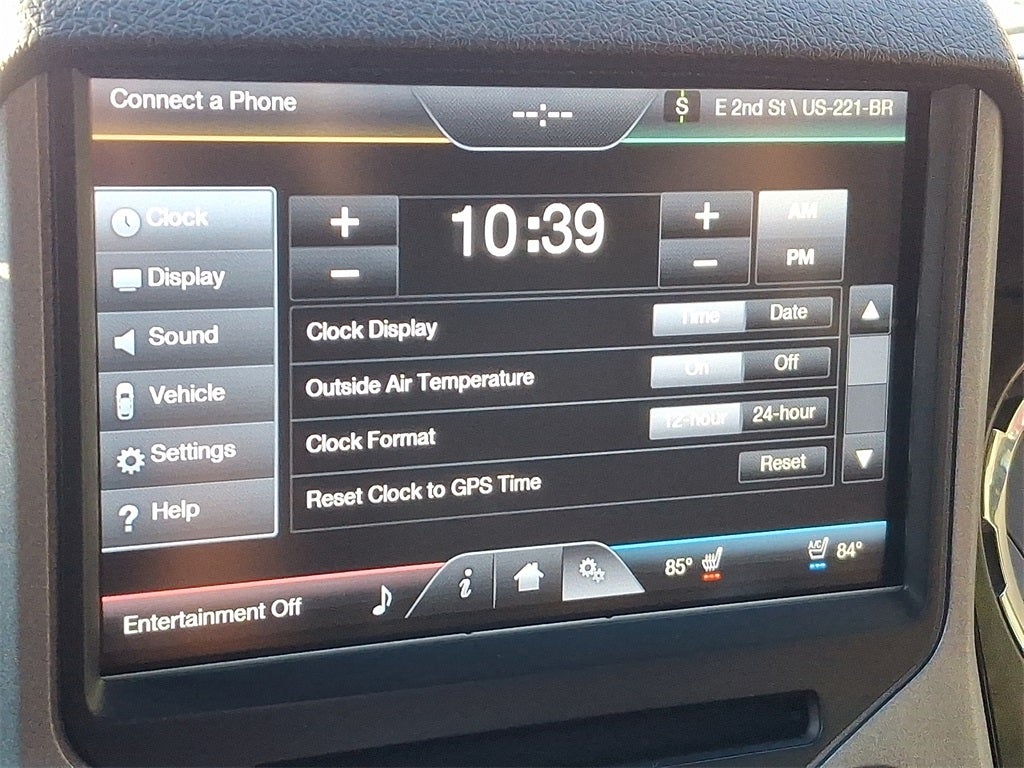 Connect a Phone
--:--
S
E 2nd St \ US-221-BR
Clock
Display
Sound
Vehicle
Settings
Help
+
−
10:39
+
−
AM
PM
Clock Display
Time
Date
Outside Air Temperature
On
Off
Clock Format
12-hour
24-hour
Reset Clock to GPS Time
Reset
Entertainment Off
i
85°
A/C
84°